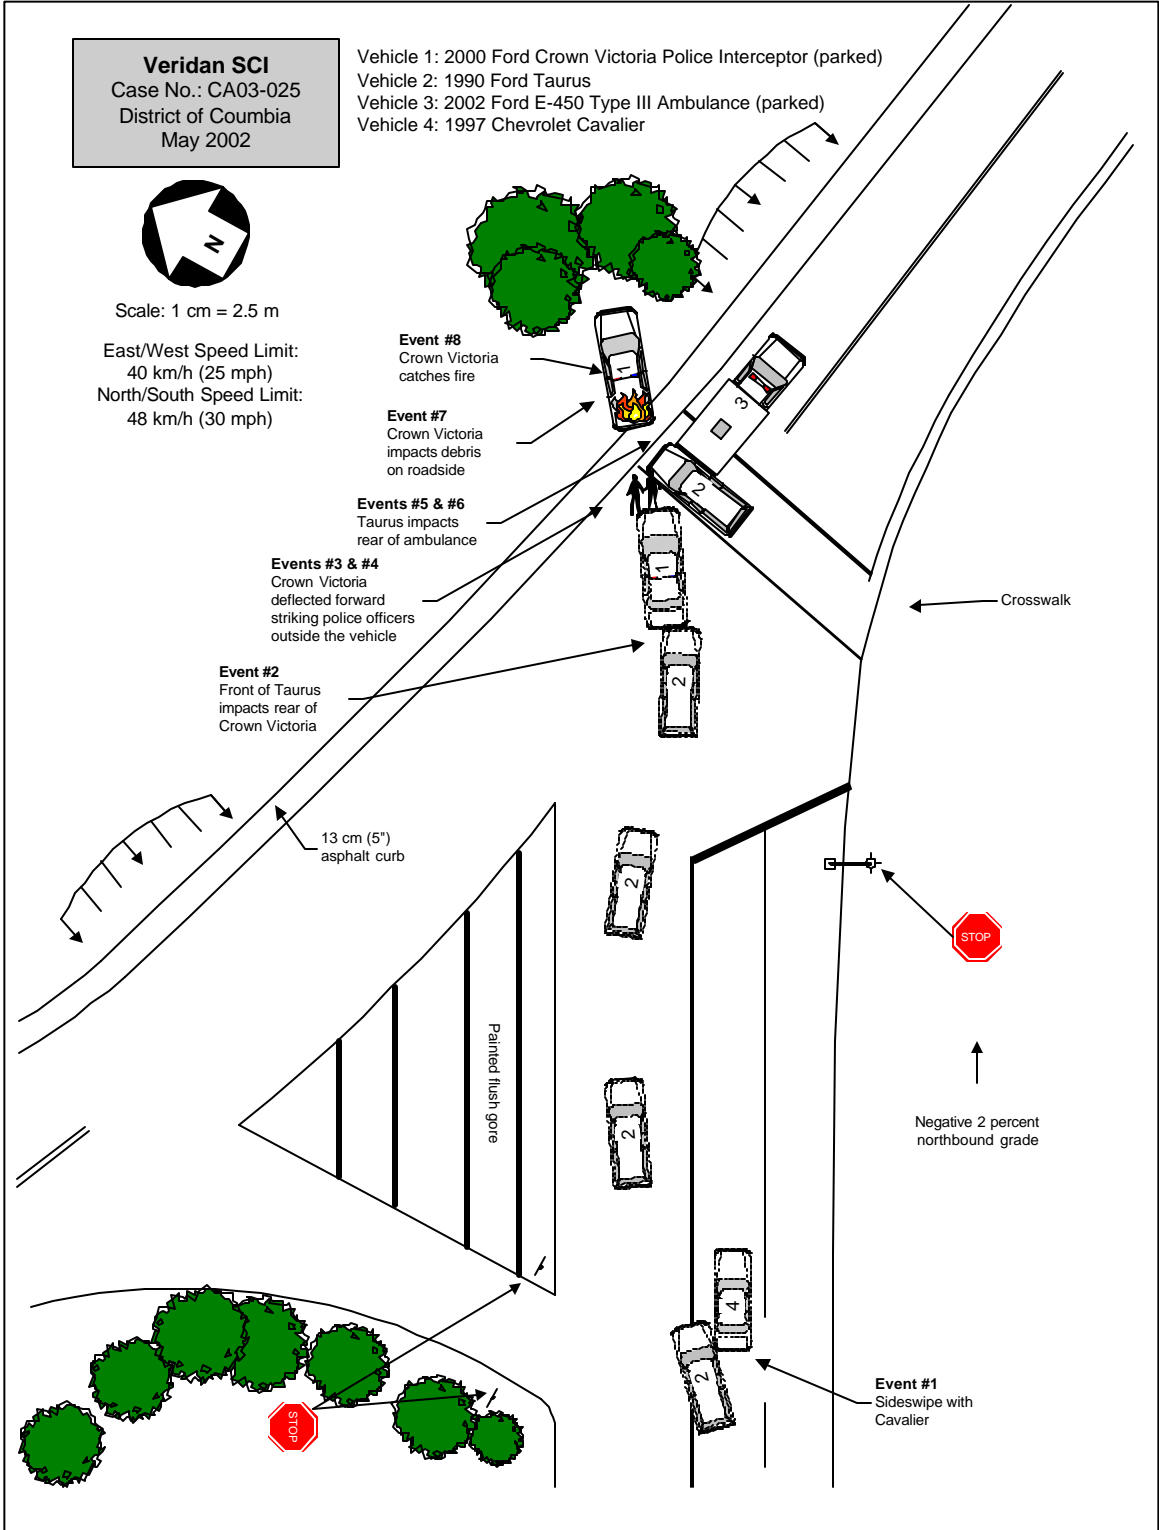 Veridan SCI
Case No.: CA03-025
District of Coumbia
May 2002
Vehicle 1: 2000 Ford Crown Victoria Police Interceptor (parked)
Vehicle 2: 1990 Ford Taurus
Vehicle 3: 2002 Ford E-450 Type III Ambulance (parked)
Vehicle 4: 1997 Chevrolet Cavalier
N
Scale: 1 cm = 2.5 m
East/West Speed Limit:
40 km/h (25 mph)
North/South Speed Limit:
48 km/h (30 mph)
Event #8
Crown Victoria
catches fire
1
3
Event #7
Crown Victoria
impacts debris
on roadside
2
Events #5 & #6
Taurus impacts
rear of ambulance
1
Events #3 & #4
Crown Victoria
deflected forward
striking police officers
outside the vehicle
Crosswalk
Event #2
Front of Taurus
impacts rear of
Crown Victoria
2
13 cm (5")
asphalt curb
2
STOP
Painted flush gore
2
Negative 2 percent
northbound grade
4
2
Event #1
Sideswipe with
Cavalier
STOP